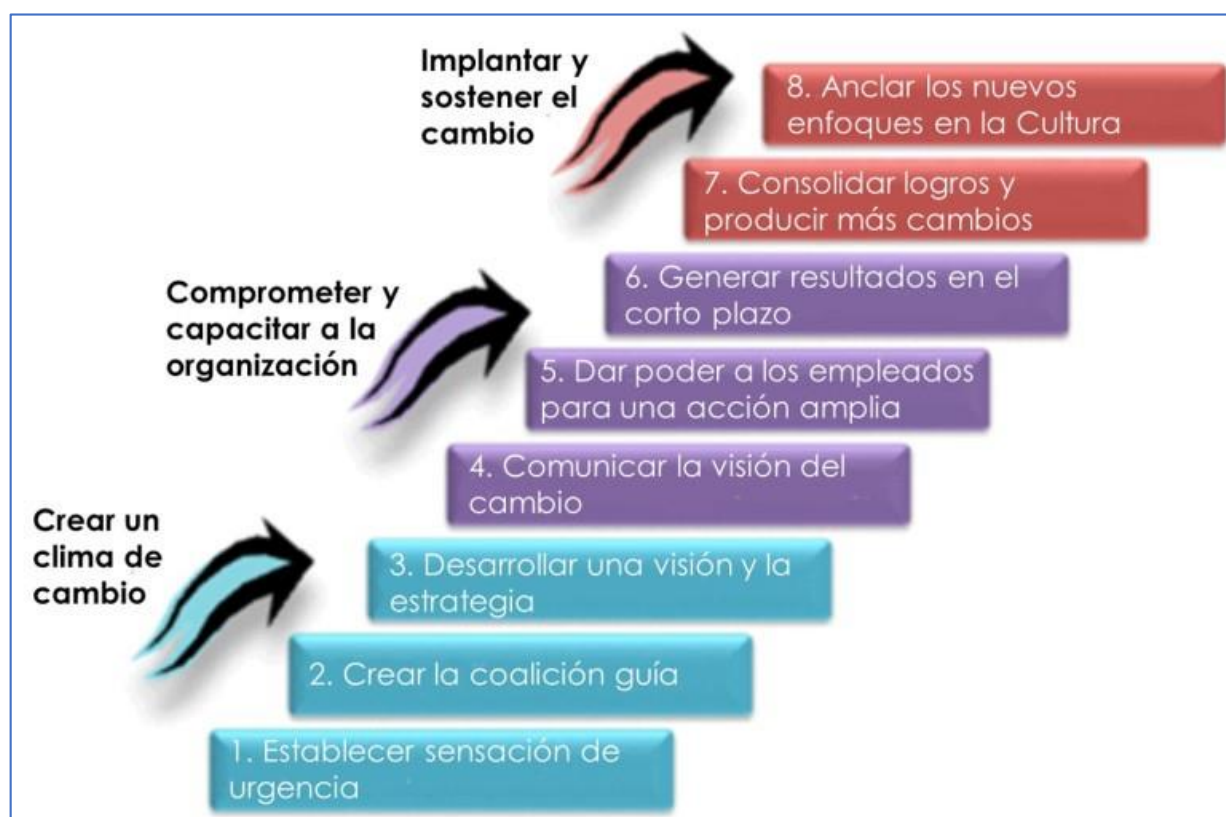 Implantar y
sostener el
cambio
8. Anclar los nuevos
enfoques en la Cultura
7. Consolidar logros y
producir más cambios
Comprometer y
capacitar a la
organización
6. Generar resultados en el
corto plazo
5. Dar poder a los empleados
para una acción amplia
4. Comunicar la visión del
cambio
Crear un
clima de
cambio
3. Desarrollar una visión y la
estrategia
2. Crear la coalición guía
1. Establecer sensación de
urgencia